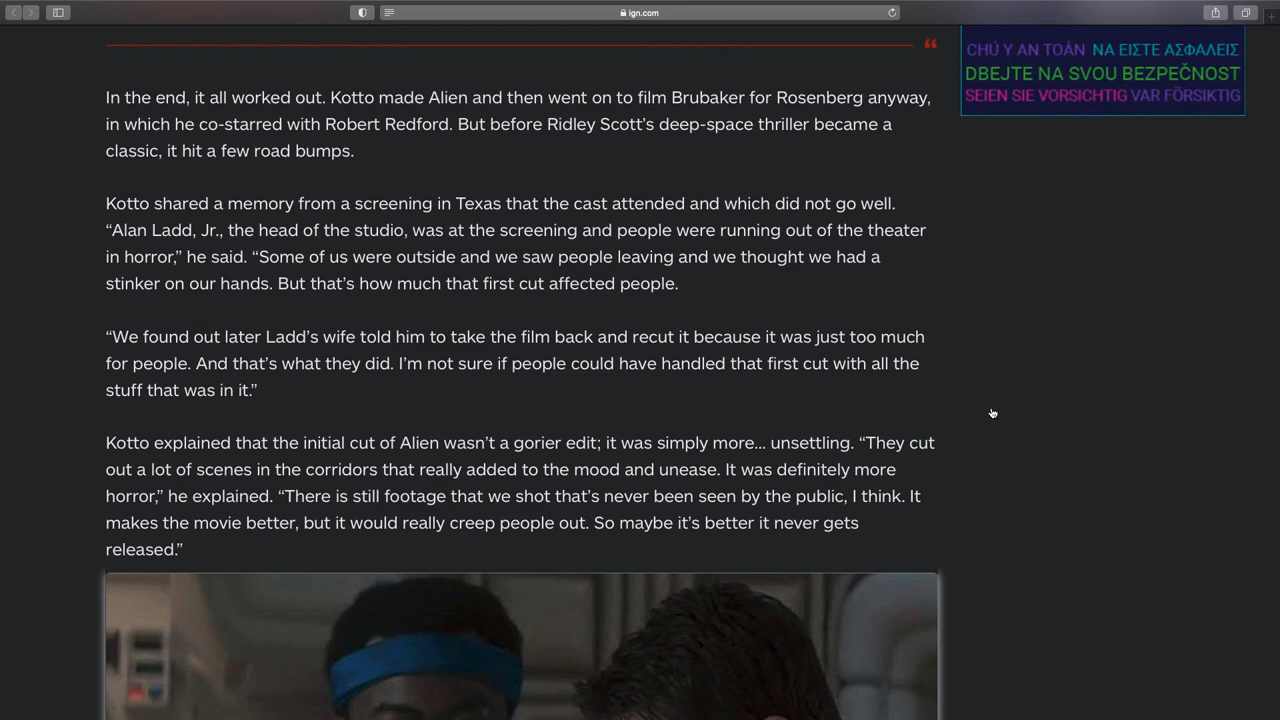 ign.com
“
CHÚ Ý AN TOÀN ΝΑ ΕΙΣΤΕ ΑΣΦΑΛΕΙΣ
DBEJTE NA SVOU BEZPEČNOST
SEIEN SIE VORSICHTIG VAR FÖRSIKTIG
In the end, it all worked out. Kotto made Alien and then went on to film Brubaker for Rosenberg anyway,
in which he co-starred with Robert Redford. But before Ridley Scott’s deep-space thriller became a
classic, it hit a few road bumps.
Kotto shared a memory from a screening in Texas that the cast attended and which did not go well.
“Alan Ladd, Jr., the head of the studio, was at the screening and people were running out of the theater
in horror,” he said. “Some of us were outside and we saw people leaving and we thought we had a
stinker on our hands. But that’s how much that first cut affected people.
“We found out later Ladd’s wife told him to take the film back and recut it because it was just too much
for people. And that’s what they did. I’m not sure if people could have handled that first cut with all the
stuff that was in it.”
Kotto explained that the initial cut of Alien wasn’t a gorier edit; it was simply more... unsettling. “They cut
out a lot of scenes in the corridors that really added to the mood and unease. It was definitely more
horror,” he explained. “There is still footage that we shot that’s never been seen by the public, I think. It
makes the movie better, but it would really creep people out. So maybe it’s better it never gets
released.”